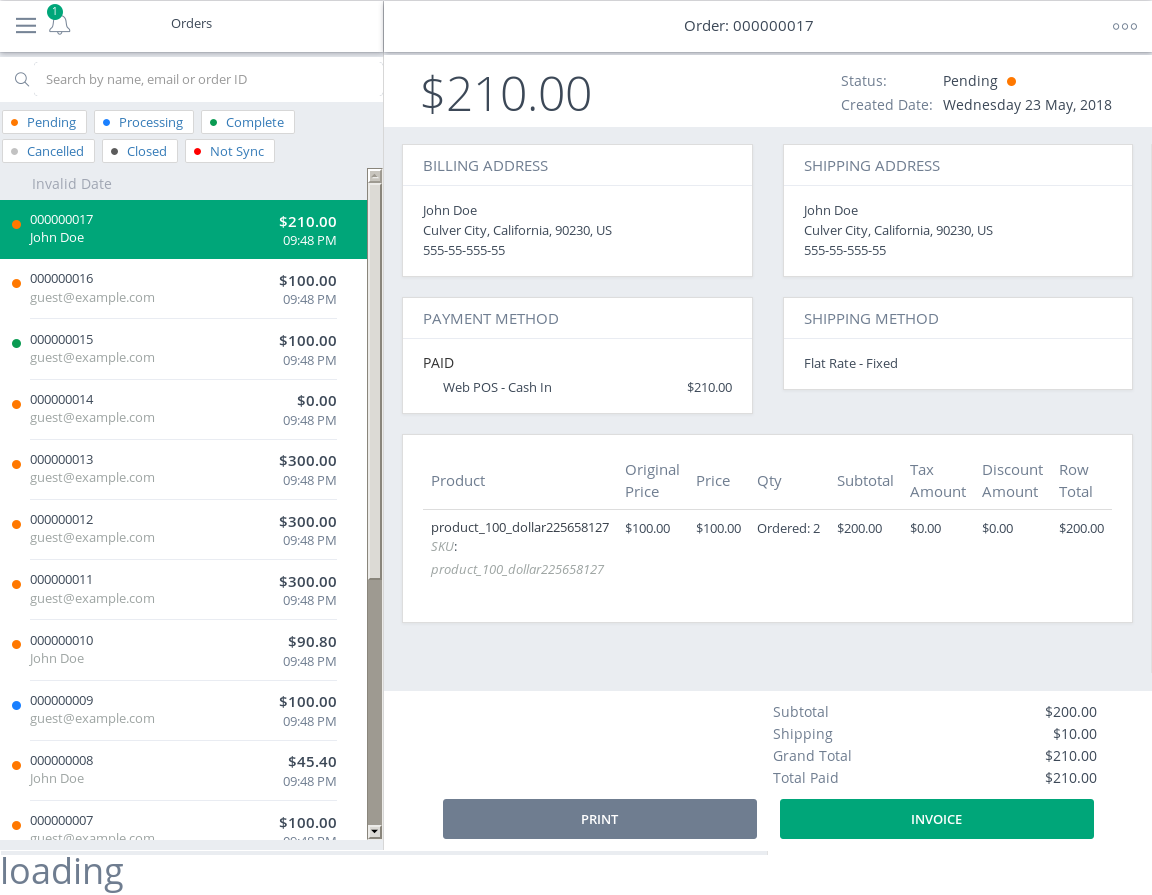 1
Orders
Order: 000000017
Search by name, email or order ID
Pending
Processing
Complete
Cancelled
Closed
Not Sync
Invalid Date
000000017 $210.00
John Doe 09:48 PM
000000016 $100.00
guest@example.com 09:48 PM
000000015 $100.00
guest@example.com 09:48 PM
000000014 $0.00
guest@example.com 09:48 PM
000000013 $300.00
guest@example.com 09:48 PM
000000012 $300.00
guest@example.com 09:48 PM
000000011 $300.00
guest@example.com 09:48 PM
000000010 $90.80
John Doe 09:48 PM
000000009 $100.00
guest@example.com 09:48 PM
000000008 $45.40
John Doe 09:48 PM
000000007 $100.00
guest@example.com 09:48 PM
$210.00
Status: Pending
Created Date: Wednesday 23 May, 2018
BILLING ADDRESS
John Doe
Culver City, California, 90230, US
555-55-555-55
SHIPPING ADDRESS
John Doe
Culver City, California, 90230, US
555-55-555-55
PAYMENT METHOD
PAID
Web POS - Cash In $210.00
SHIPPING METHOD
Flat Rate - Fixed
Product Original Price Price Qty Subtotal Tax Amount Discount Amount Row Total
product_100_dollar225658127 $100.00 $100.00 Ordered: 2 $200.00 $0.00 $0.00 $200.00
SKU:
product_100_dollar225658127
Subtotal $200.00
Shipping $10.00
Grand Total $210.00
Total Paid $210.00
PRINT
INVOICE
loading